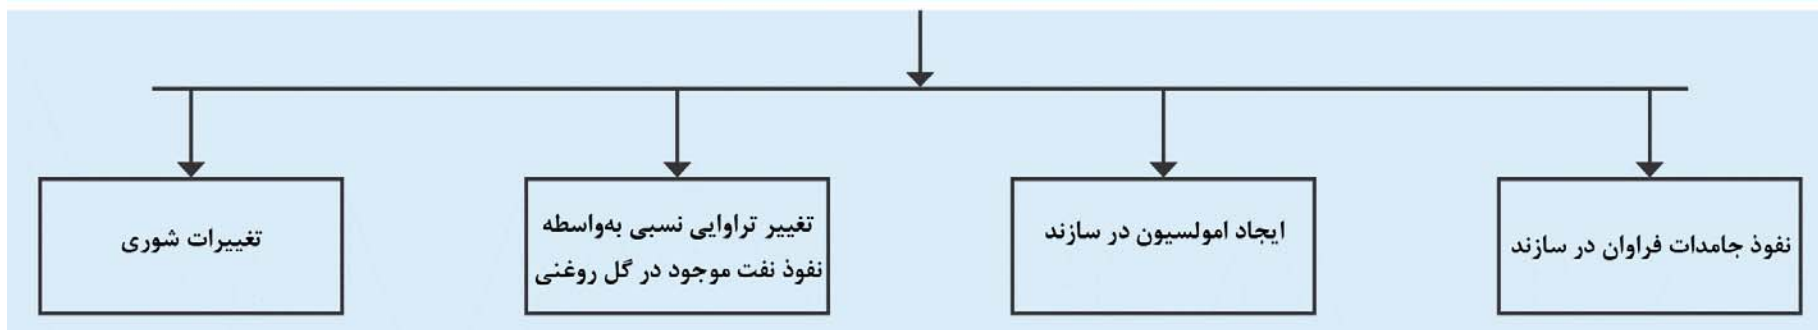 نفوذ جامدات فراوان در سازند
ایجاد امولسیون در سازند
تغییر تراوایی نسبی به‌واسطه
نفوذ نفت موجود در گل روغنی
تغییرات شوری